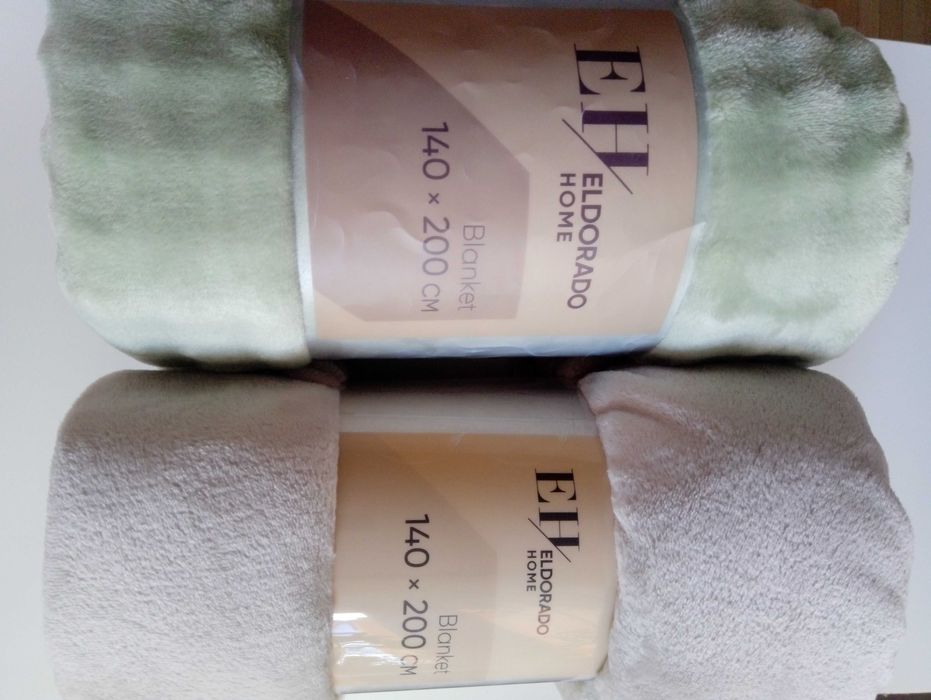 EH
ELDORADO
HOME
Blanket
140 × 200 CM
EH
ELDORADO
HOME
Blanket
140 × 200 CM